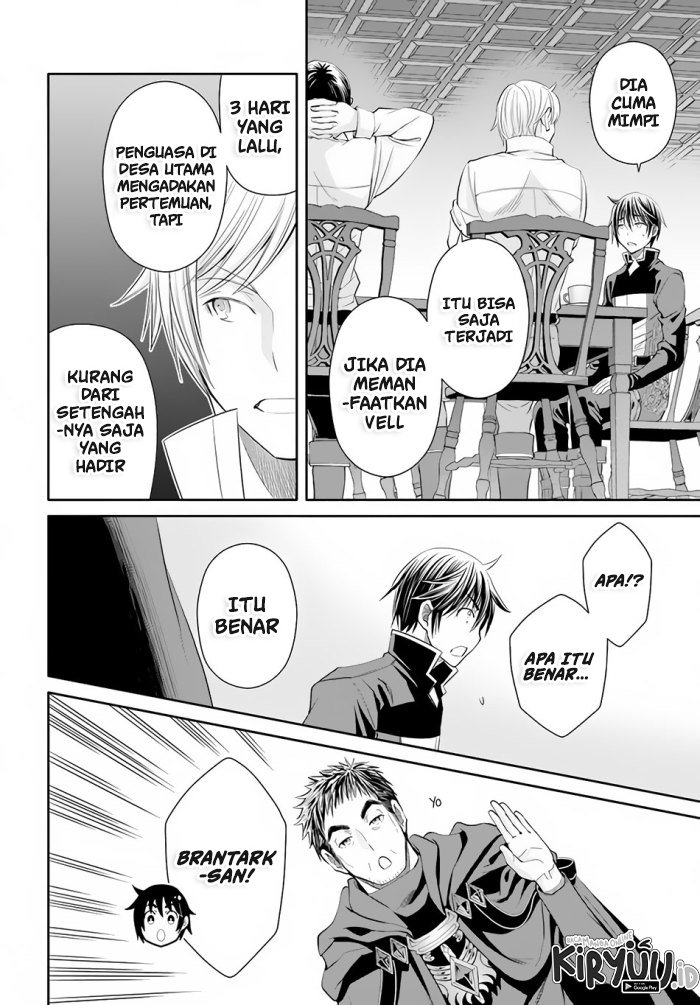 DIA
CUMA
MIMPI
ITU BISA
SAJA
TERJADI
JIKA DIA
MEMAN
-FAATKAN
VELL
3 HARI
YANG
LALU,
PENGUASA DI
DESA UTAMA
MENGADAKAN
PERTEMUAN,
TAPI
KURANG
DARI
SETENGAH
-NYA SAJA
YANG
HADIR
APA!?
APA ITU
BENAR...
ITU
BENAR
YO
BRANTARK
-SAN!
KIRYUU.id